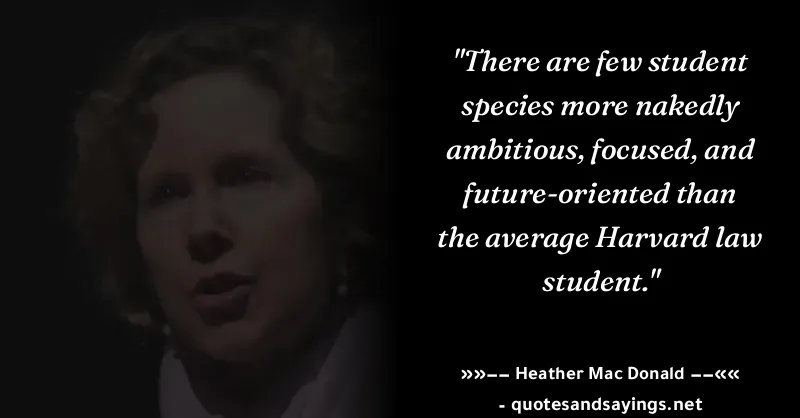 "There are few student
species more nakedly
ambitious, focused, and
future-oriented than
the average Harvard law
student."
»»−− Heather Mac Donald −−««
- quotesandsayings.net